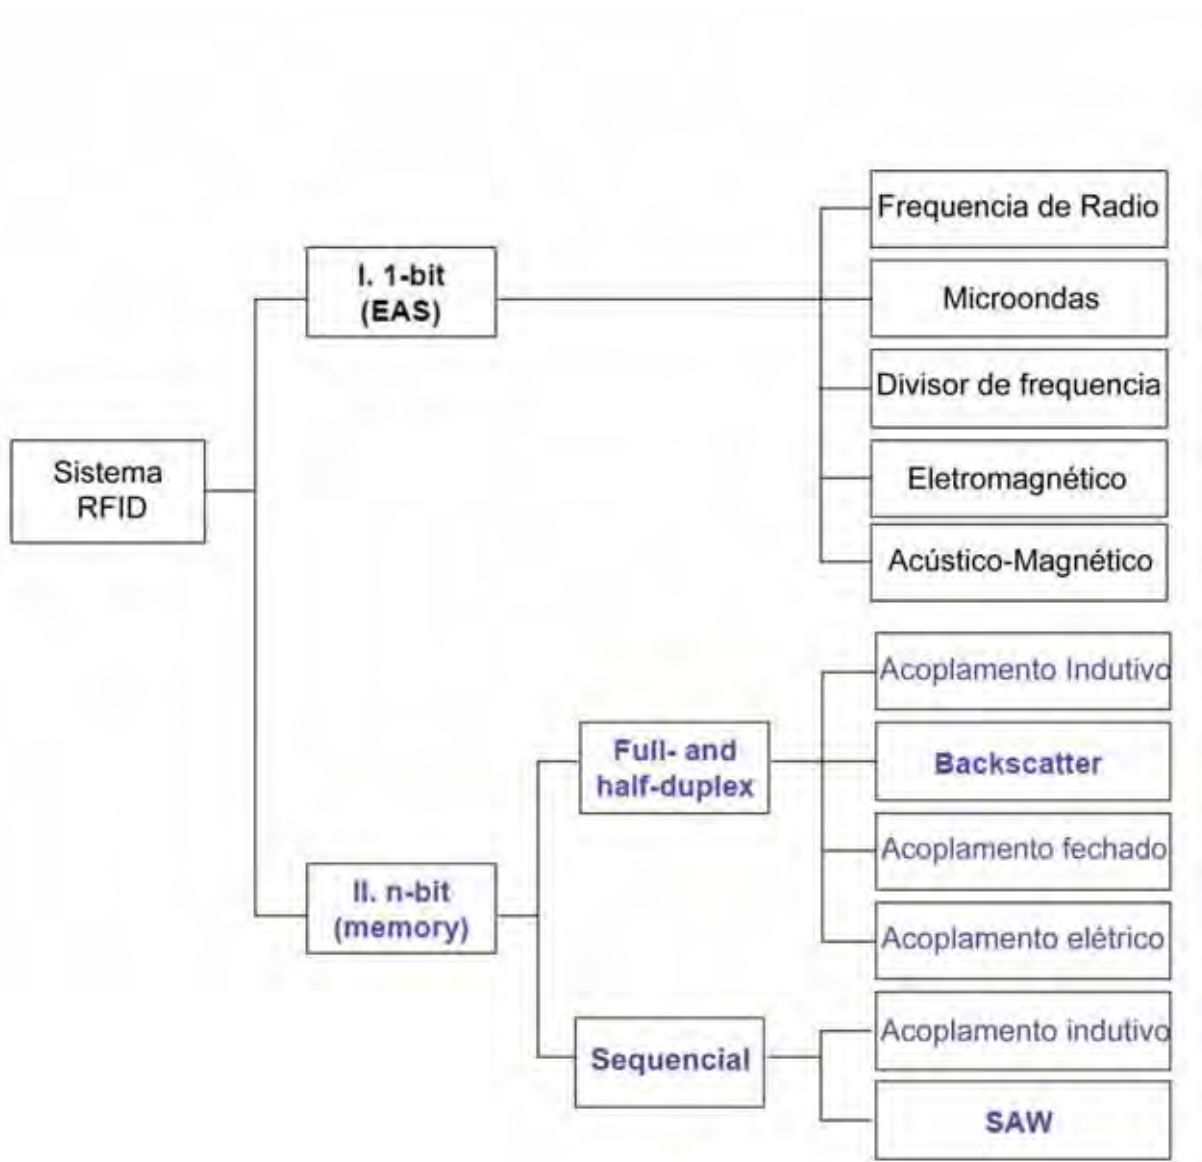 Sistema
RFID
I. 1-bit
(EAS)
Frequencia de Radio
Microondas
Divisor de frequencia
Eletromagnético
Acústico-Magnético
II. n-bit
(memory)
Full- and
half-duplex
Acoplamento Indutivo
Backscatter
Acoplamento fechado
Acoplamento elétrico
Sequencial
Acoplamento indutivo
SAW